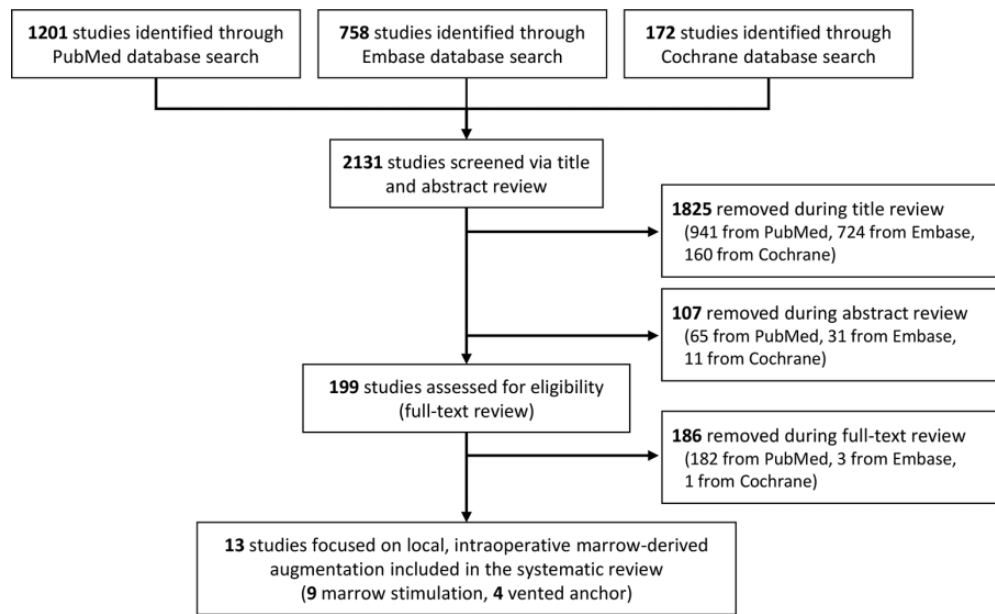 1201 studies identified through
PubMed database search
758 studies identified through
Embase database search
172 studies identified through
Cochrane database search
2131 studies screened via title
and abstract review
1825 removed during title review
(941 from PubMed, 724 from Embase,
160 from Cochrane)
107 removed during abstract review
(65 from PubMed, 31 from Embase,
11 from Cochrane)
199 studies assessed for eligibility
(full-text review)
186 removed during full-text review
(182 from PubMed, 3 from Embase,
1 from Cochrane)
13 studies focused on local, intraoperative marrow-derived
augmentation included in the systematic review
(9 marrow stimulation, 4 vented anchor)